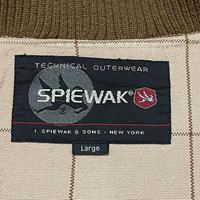 TECHNICAL OUTERWEAR
SPIEWAK®
I. SPIEWAK & SONS - NEW YORK
Large